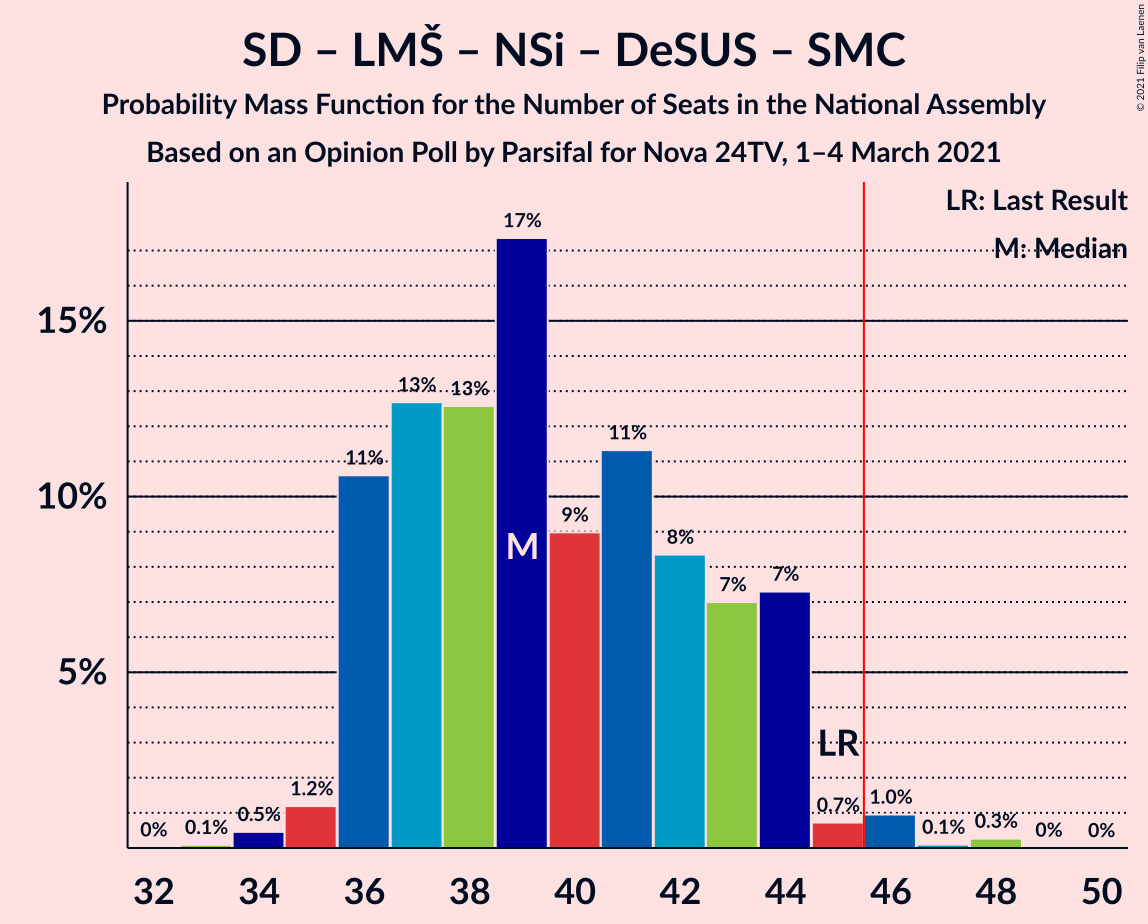 SD – LMŠ – NSi – DeSUS – SMC
Probability Mass Function for the Number of Seats in the National Assembly
Based on an Opinion Poll by Parsifal for Nova 24TV, 1–4 March 2021
© 2021 Filip van Laenen
LR: Last Result
M: Median
15%
10%
5%
0%
0.1%
0.5%
1.2%
11%
13%
13%
17%
9%
11%
8%
7%
7%
0.7%
1.0%
0.1%
0.3%
0%
0%
M
LR
32 34 36 38 40 42 44 46 48 50